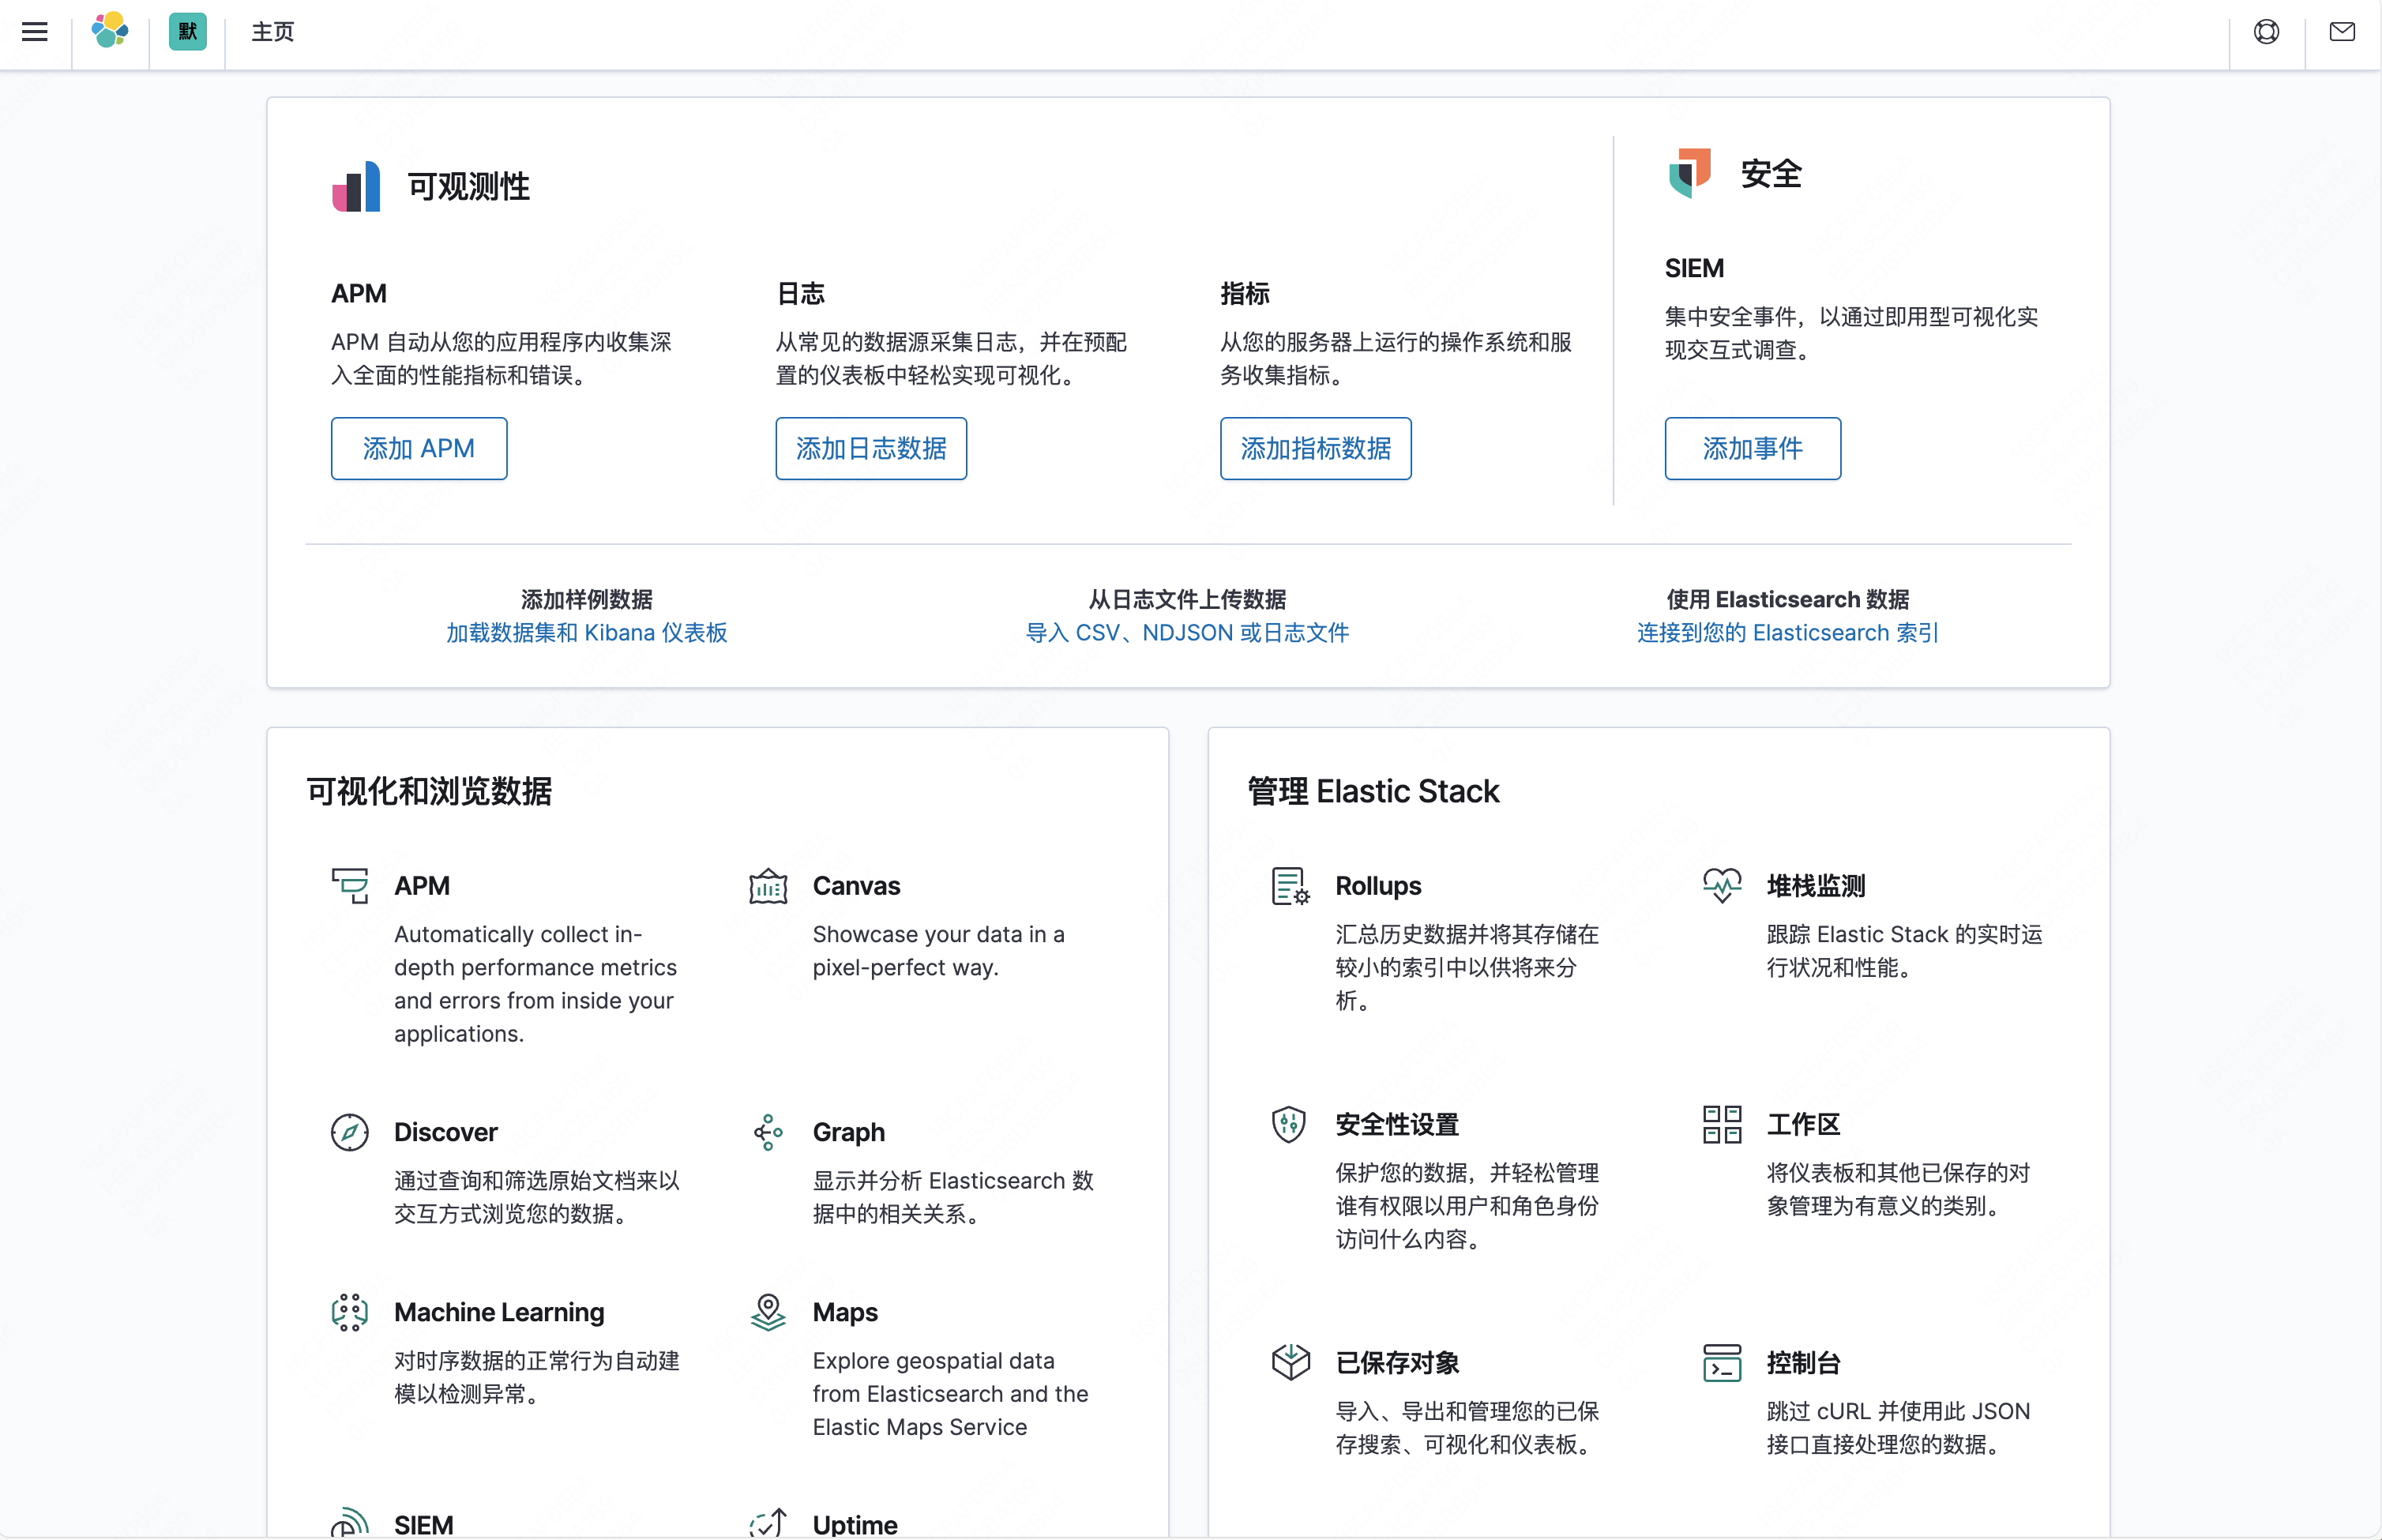 默 主页
可观测性
安全
APM
APM 自动从您的应用程序内收集深
入全面的性能指标和错误。
添加 APM
日志
从常见的数据源采集日志，并在预配
置的仪表板中轻松实现可视化。
添加日志数据
指标
从您的服务器上运行的操作系统和服
务收集指标。
添加指标数据
SIEM
集中安全事件，以通过即用型可视化实
现交互式调查。
添加事件
添加样例数据
加载数据集和 Kibana 仪表板
从日志文件上传数据
导入 CSV、NDJSON 或日志文件
使用 Elasticsearch 数据
连接到您的 Elasticsearch 索引
可视化和浏览数据
APM
Automatically collect in-
depth performance metrics
and errors from inside your
applications.
Canvas
Showcase your data in a
pixel-perfect way.
Discover
通过查询和筛选原始文档来以
交互方式浏览您的数据。
Graph
显示并分析 Elasticsearch 数
据中的相关关系。
Machine Learning
对时序数据的正常行为自动建
模以检测异常。
Maps
Explore geospatial data
from Elasticsearch and the
Elastic Maps Service
SIEM
Uptime
管理 Elastic Stack
Rollups
汇总历史数据并将其存储在
较小的索引中以供将来分
析。
堆栈监测
跟踪 Elastic Stack 的实时运
行状况和性能。
安全性设置
保护您的数据，并轻松管理
谁有权限以用户和角色身份
访问什么内容。
工作区
将仪表板和其他已保存的对
象管理为有意义的类别。
已保存对象
导入、导出和管理您的已保
存搜索、可视化和仪表板。
控制台
跳过 cURL 并使用此 JSON
接口直接处理您的数据。